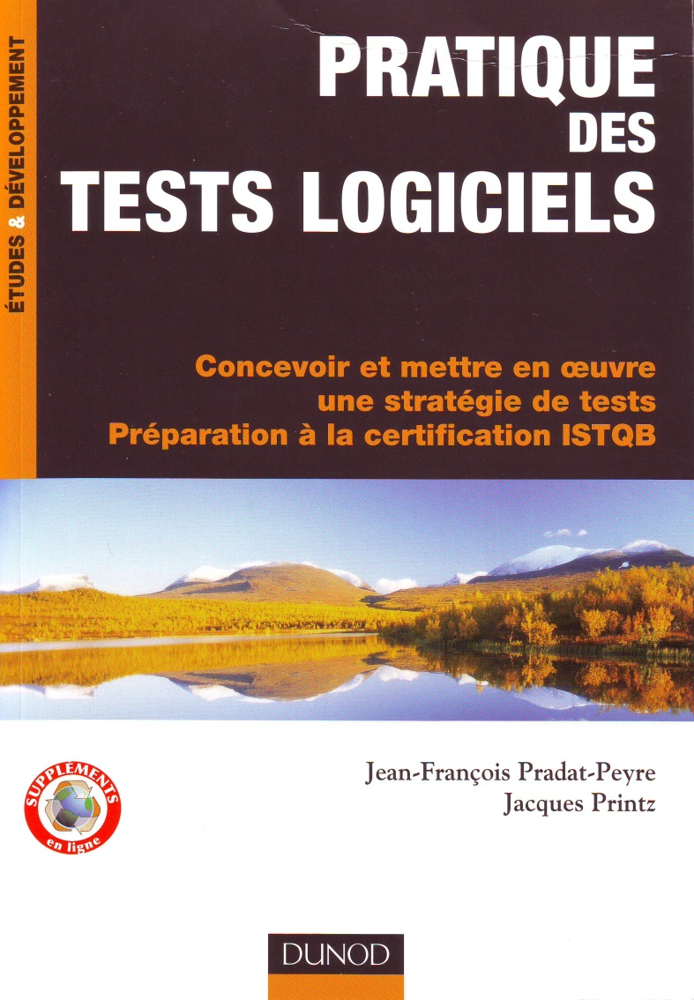 ÉTUDES & DÉVELOPPEMENT
PRATIQUE
DES
TESTS LOGICIELS
Concevoir et mettre en œuvre
une stratégie de tests
Préparation à la certification ISTQB
Jean-François Pradat-Peyre
Jacques Printz
SUPPLÉMENTS
en ligne
DUNOD